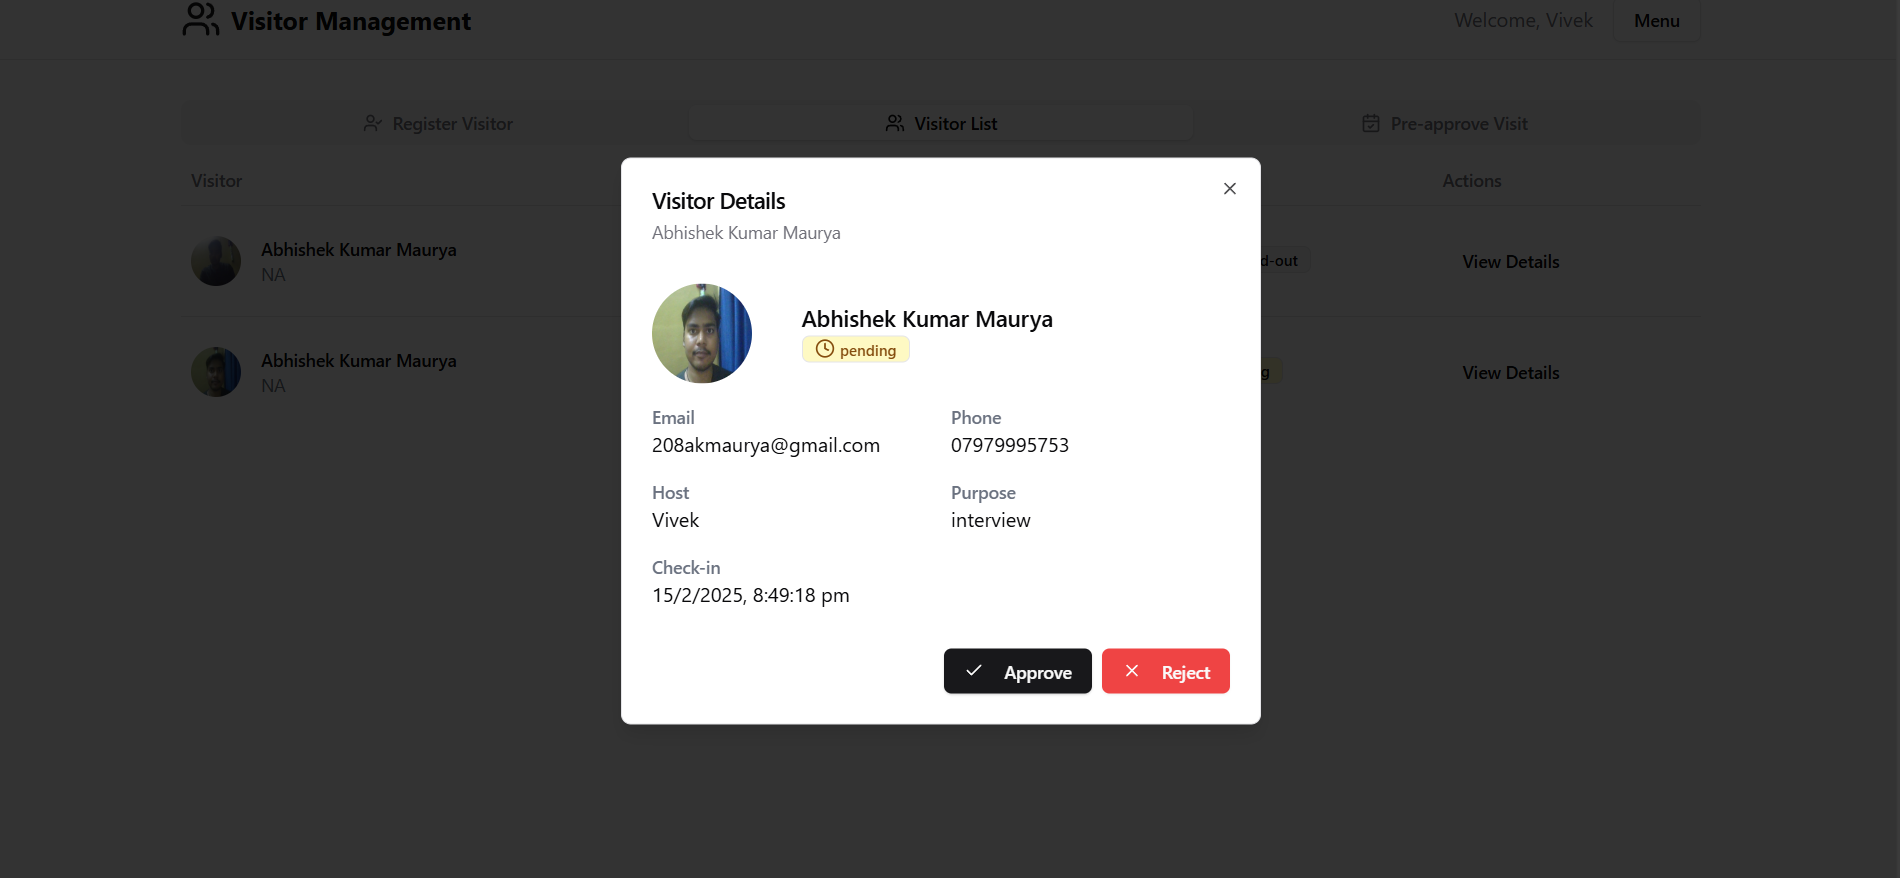 Visitor Management
Welcome, Vivek
Menu
Register Visitor
Visitor List
Pre-approve Visit
Visitor
Actions
Abhishek Kumar Maurya
NA
d-out
View Details
Abhishek Kumar Maurya
NA
g
View Details
Visitor Details
Abhishek Kumar Maurya
Abhishek Kumar Maurya
pending
Email
208akmaurya@gmail.com
Phone
07979995753
Host
Vivek
Purpose
interview
Check-in
15/2/2025, 8:49:18 pm
Approve
Reject